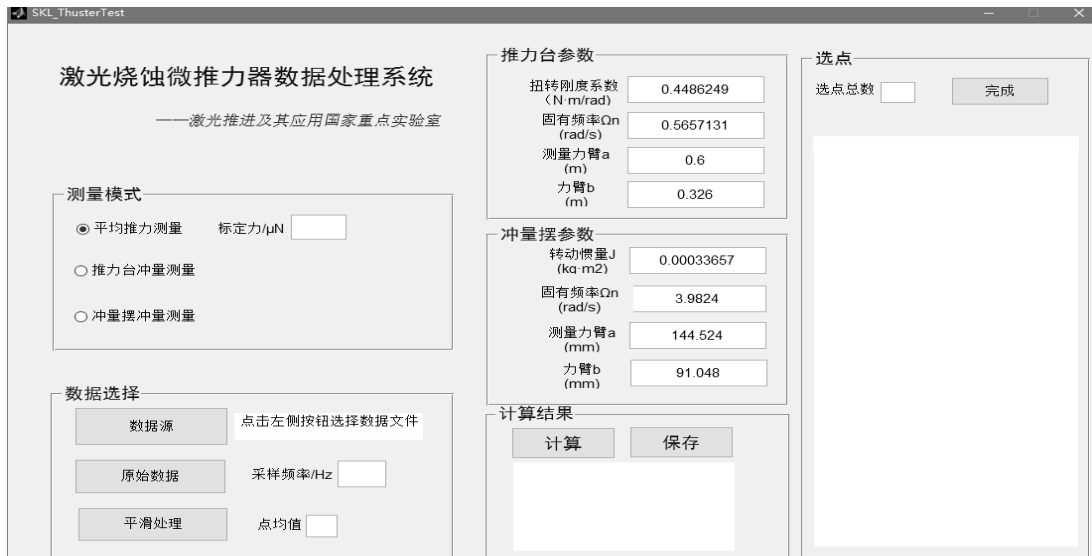 SKL_ThusterTest
激光烧蚀微推力器数据处理系统
——激光推进及其应用国家重点实验室
测量模式
平均推力测量 标定力/μN
推力台冲量测量
冲量摆冲量测量
数据选择
数据源 点击左侧按钮选择数据文件
原始数据 采样频率/Hz
平滑处理 点均值
推力台参数
扭转刚度系数
(N·m/rad) 0.4486249
固有频率Ωn
(rad/s) 0.5657131
测量力臂a
(m) 0.6
力臂b
(m) 0.326
冲量摆参数
转动惯量J
(kg·m2) 0.00033657
固有频率Ωn
(rad/s) 3.9824
测量力臂a
(mm) 144.524
力臂b
(mm) 91.048
计算结果
计算 保存
选点
选点总数 完成